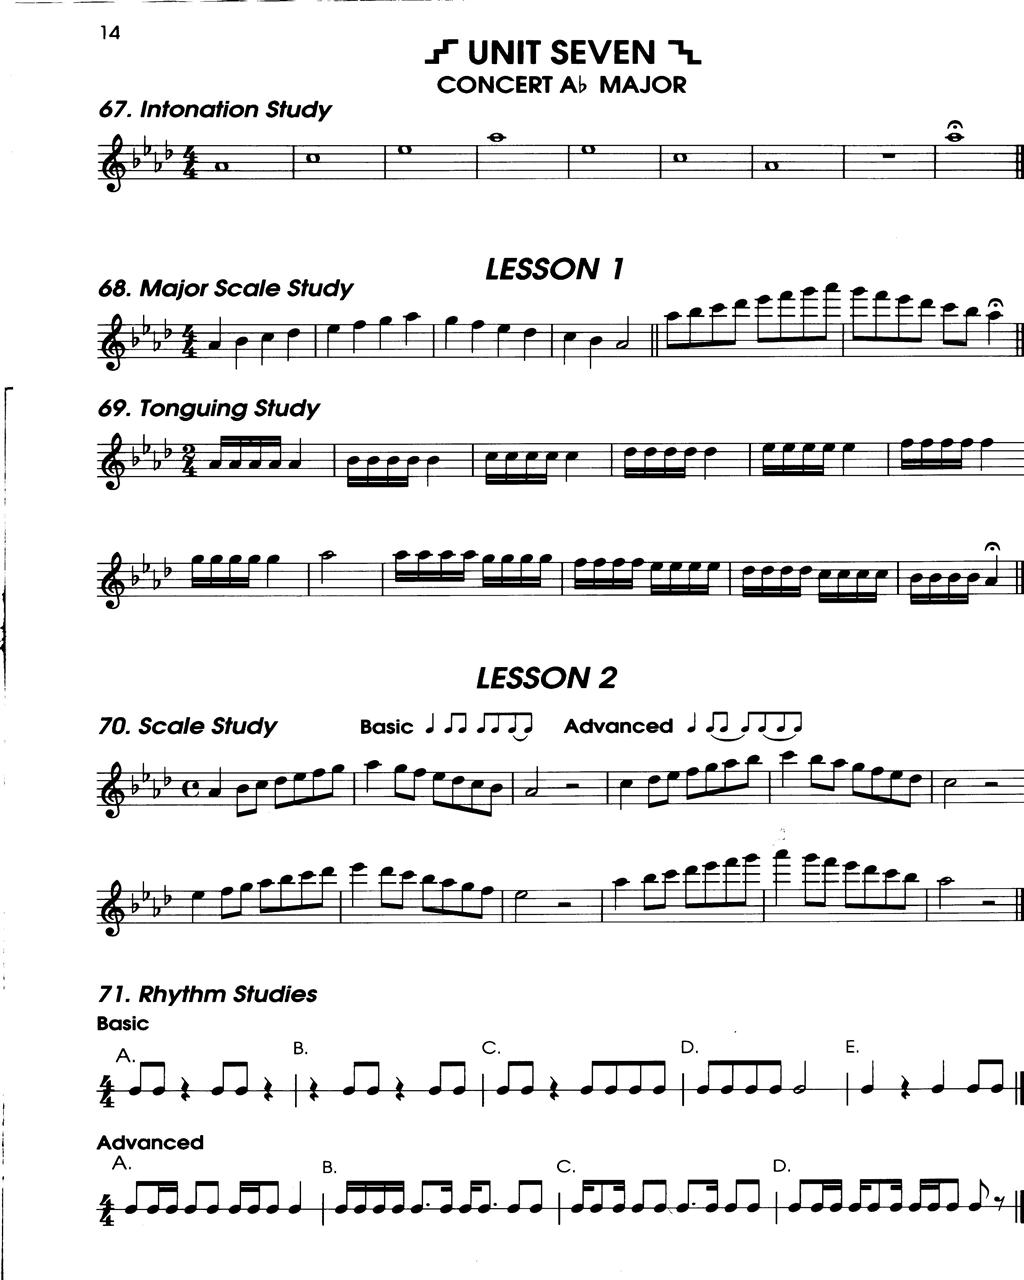 14
UNIT SEVEN
CONCERT A♭ MAJOR
67. Intonation Study
LESSON 1
68. Major Scale Study
69. Tonguing Study
LESSON 2
70. Scale Study Basic Advanced
71. Rhythm Studies
Basic
A. B. C. D. E.
Advanced
A. B. C. D.